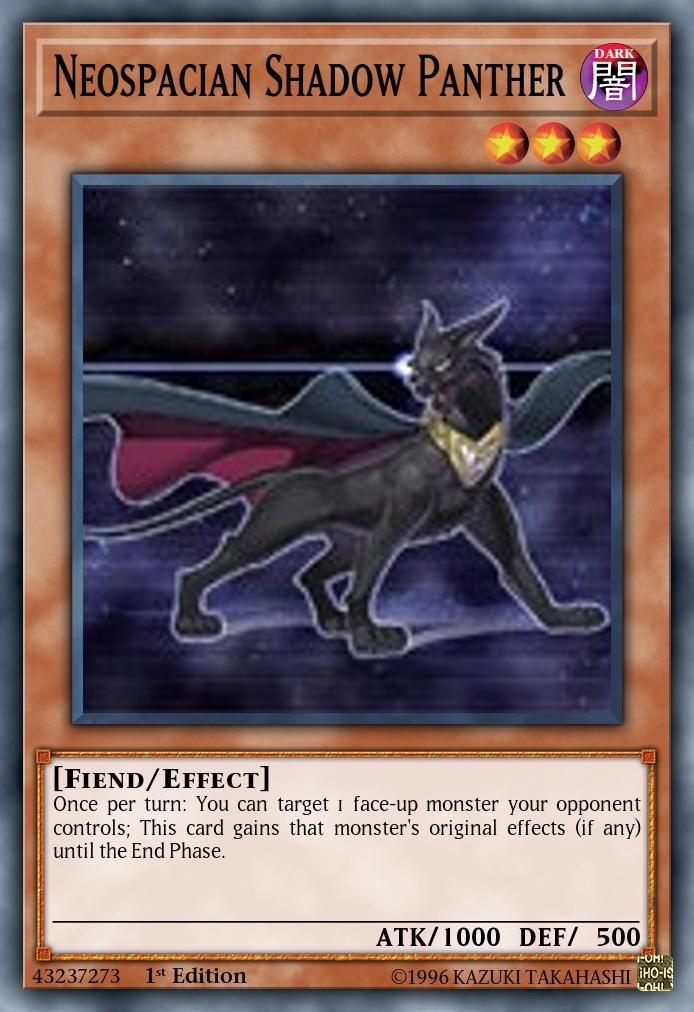 Neospacian Shadow Panther
DARK
闇
[Fiend/Effect]
Once per turn: You can target 1 face-up monster your opponent
controls; This card gains that monster's original effects (if any)
until the End Phase.
ATK/1000 DEF/ 500
43237273 1st Edition ©1996 KAZUKI TAKAHASHI